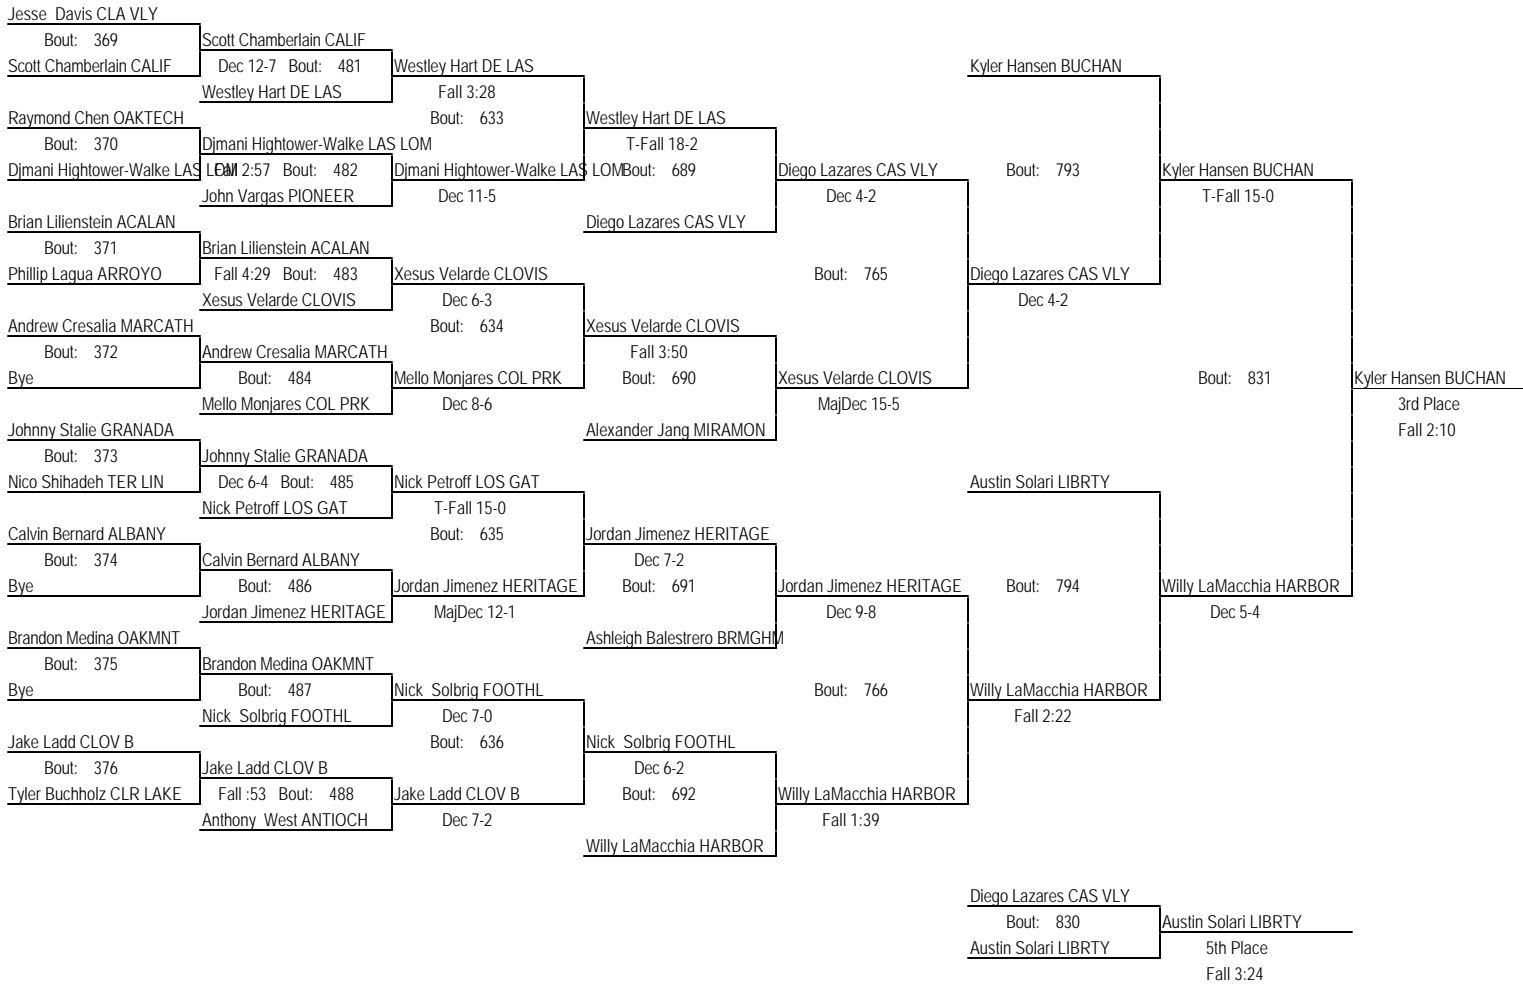 Jesse  Davis CLA VLY
Bout: 369 Scott Chamberlain CALIF
Scott Chamberlain CALIF Dec 12-7 Bout: 481 Westley Hart DE LAS Kyler Hansen BUCHAN
Westley Hart DE LAS Fall 3:28
Raymond Chen OAKTECH Bout: 633 Westley Hart DE LAS
Bout: 370 Djmani Hightower-Walke LAS LOM T-Fall 18-2
Djmani Hightower-Walke LAS LOM Fall 2:57 Bout: 482 Djmani Hightower-Walke LAS LOM Bout: 689 Diego Lazares CAS VLY Bout: 793 Kyler Hansen BUCHAN
John Vargas PIONEER Dec 11-5 Dec 4-2 T-Fall 15-0
Brian Lilienstein ACALAN Diego Lazares CAS VLY
Bout: 371 Brian Lilienstein ACALAN
Phillip Lagua ARROYO Fall 4:29 Bout: 483 Xesus Velarde CLOVIS Bout: 765 Diego Lazares CAS VLY
Xesus Velarde CLOVIS Dec 6-3 Dec 4-2
Andrew Cresalia MARCATH Bout: 634 Xesus Velarde CLOVIS
Bout: 372 Andrew Cresalia MARCATH Fall 3:50
Bye Bout: 484 Mello Monjares COL PRK Bout: 690 Xesus Velarde CLOVIS Bout: 831 Kyler Hansen BUCHAN
Mello Monjares COL PRK Dec 8-6 MajDec 15-5 3rd Place
Johnny Stalie GRANADA Alexander Jang MIRAMON Fall 2:10
Bout: 373 Johnny Stalie GRANADA
Nico Shihadeh TER LIN Dec 6-4 Bout: 485 Nick Petroff LOS GAT Austin Solari LIBRTY
Nick Petroff LOS GAT T-Fall 15-0
Calvin Bernard ALBANY Bout: 635 Jordan Jimenez HERITAGE
Bout: 374 Calvin Bernard ALBANY Dec 7-2
Bye Bout: 486 Jordan Jimenez HERITAGE Bout: 691 Jordan Jimenez HERITAGE Bout: 794 Willy LaMacchia HARBOR
Jordan Jimenez HERITAGE MajDec 12-1 Dec 9-8 Dec 5-4
Brandon Medina OAKMNT Ashleigh Balestrero BRMGHM
Bout: 375 Brandon Medina OAKMNT
Bye Bout: 487 Nick  Solbrig FOOTHL Bout: 766 Willy LaMacchia HARBOR
Nick  Solbrig FOOTHL Dec 7-0 Fall 2:22
Jake Ladd CLOV B Bout: 636 Nick  Solbrig FOOTHL
Bout: 376 Jake Ladd CLOV B Dec 6-2
Tyler Buchholz CLR LAKE Fall :53 Bout: 488 Jake Ladd CLOV B Bout: 692 Willy LaMacchia HARBOR
Anthony  West ANTIOCH Dec 7-2 Fall 1:39
Willy LaMacchia HARBOR
Diego Lazares CAS VLY
Bout: 830 Austin Solari LIBRTY
Austin Solari LIBRTY 5th Place
Fall 3:24